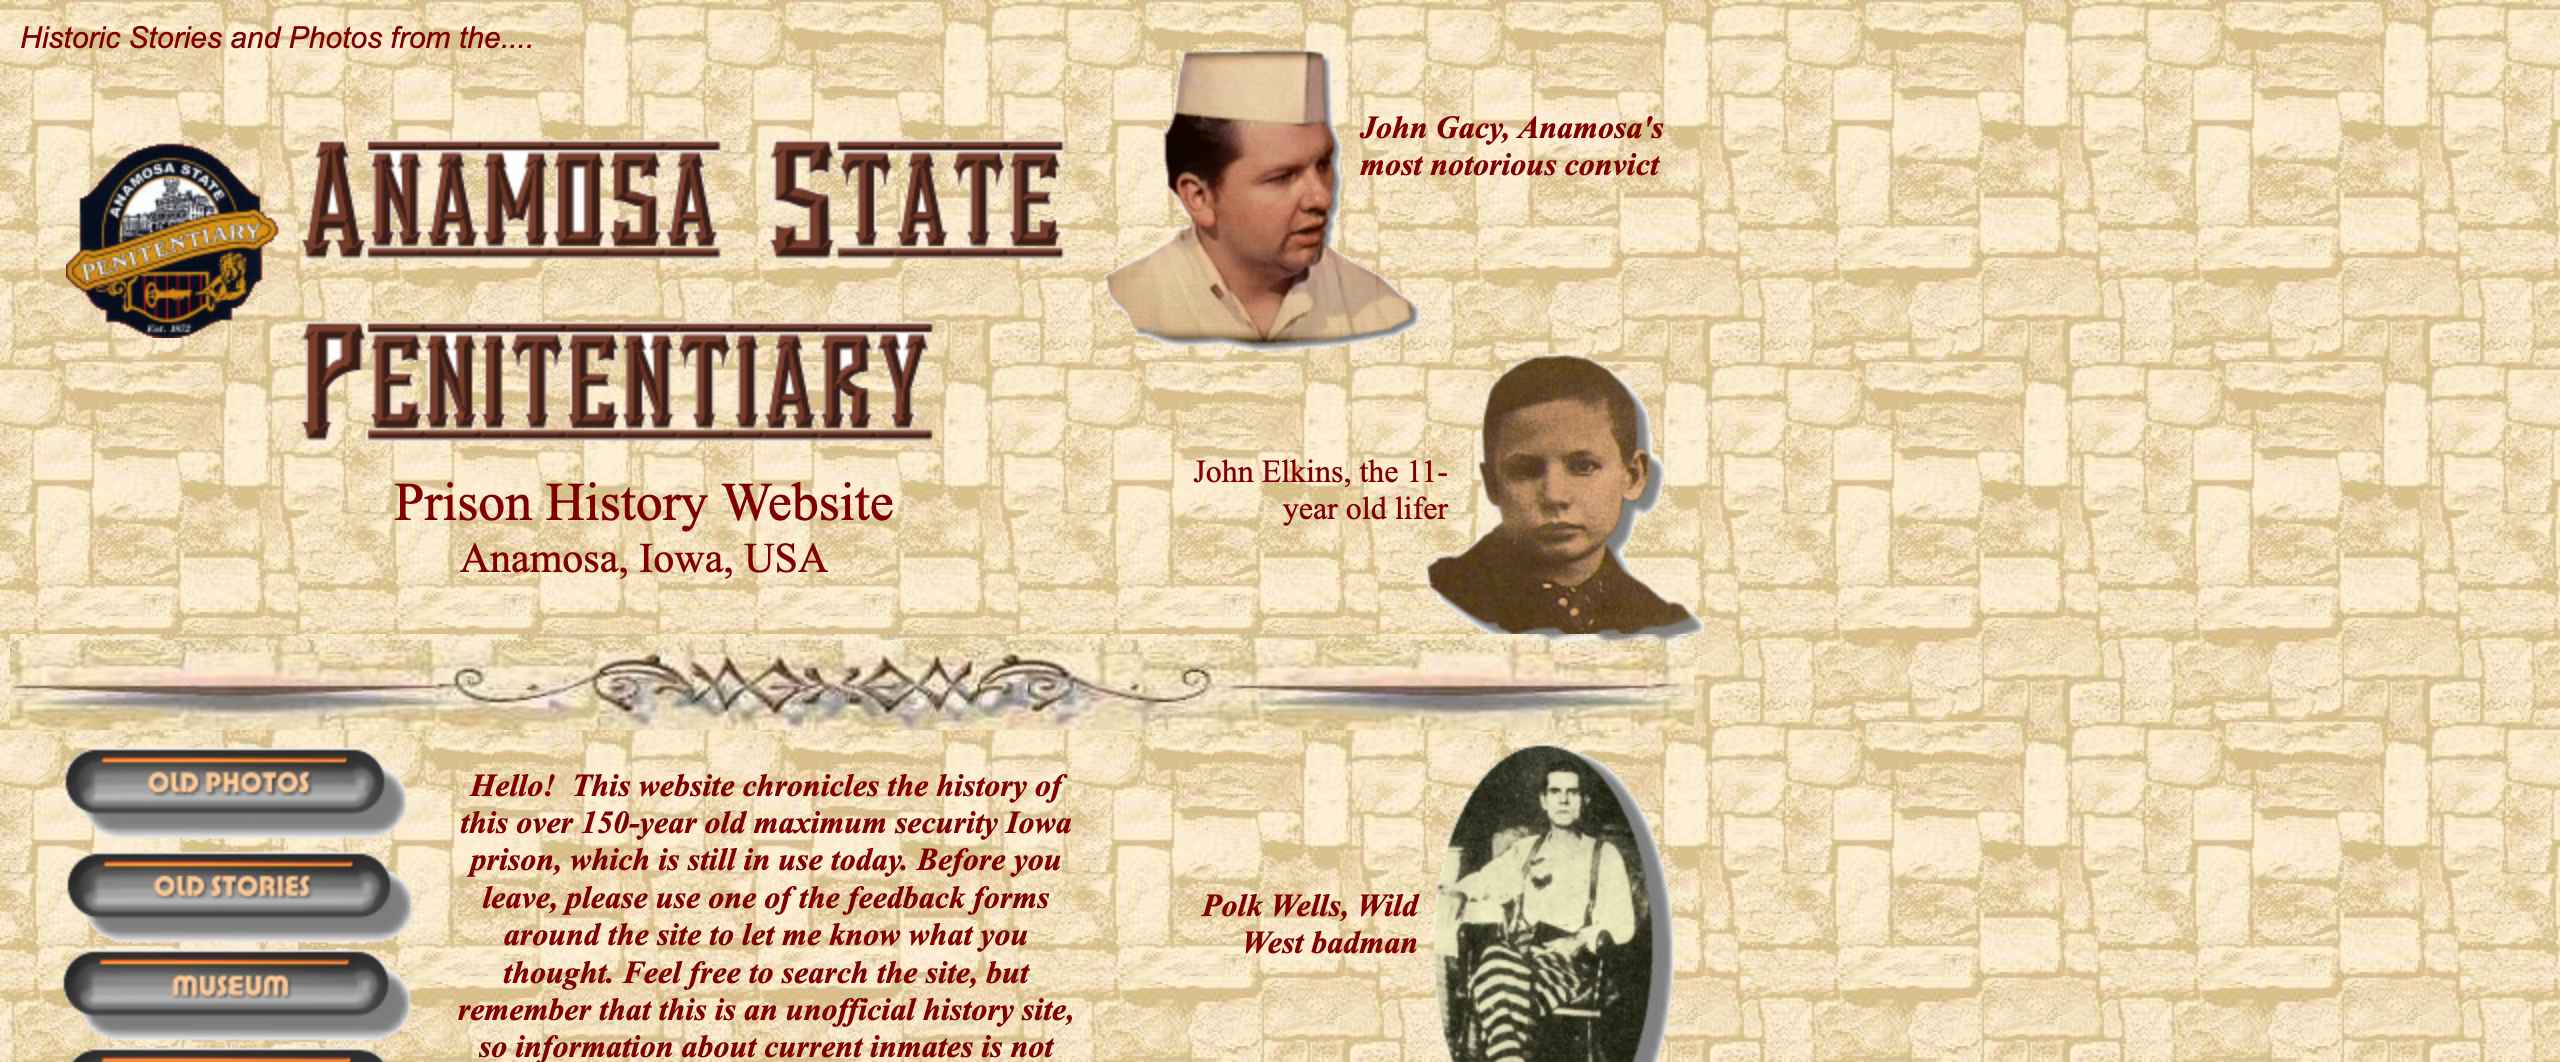 Historic Stories and Photos from the....
ANAMOSA STATE
PENITENTIARY
Est. 1872
ANAMOSA STATE
PENITENTIARY
Prison History Website
Anamosa, Iowa, USA
John Gacy, Anamosa's
most notorious convict
John Elkins, the 11-
year old lifer
OLD PHOTOS
OLD STORIES
MUSEUM
Hello!  This website chronicles the history of
this over 150-year old maximum security Iowa
prison, which is still in use today. Before you
leave, please use one of the feedback forms
around the site to let me know what you
thought. Feel free to search the site, but
remember that this is an unofficial history site,
so information about current inmates is not
Polk Wells, Wild
West badman